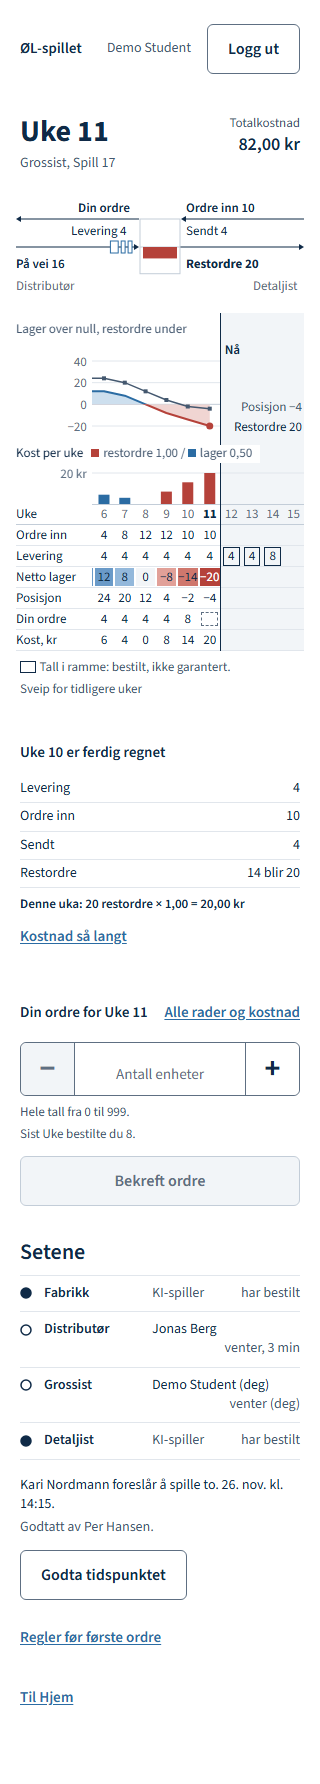 ØL-spillet Demo Student Logg ut
Uke 11 Totalkostnad
82,00 kr
Grossist, Spill 17
Din ordre Ordre inn 10
Levering 4 Sendt 4
På vei 16 Restordre 20
Distributør Detaljist
Lager over null, restordre under
Nå
40
20
0 Posisjon −4
−20 Restordre 20
Kost per uke restordre 1,00 / lager 0,50
20 kr
Uke 6 7 8 9 10 11 12 13 14 15
Ordre inn 4 8 12 12 10 10
Levering 4 4 4 4 4 4 4 4 8
Netto lager 12 8 0 −8 −14 −20
Posisjon 24 20 12 4 −2 −4
Din ordre 4 4 4 4 8
Kost, kr 6 4 0 8 14 20
Tall i ramme: bestilt, ikke garantert.
Sveip for tidligere uker
Uke 10 er ferdig regnet
Levering 4
Ordre inn 10
Sendt 4
Restordre 14 blir 20
Denne uka: 20 restordre × 1,00 = 20,00 kr
Kostnad så langt
Din ordre for Uke 11 Alle rader og kostnad
− Antall enheter +
Hele tall fra 0 til 999.
Sist Uke bestilte du 8.
Bekreft ordre
Setene
Fabrikk KI-spiller har bestilt
Distributør Jonas Berg
venter, 3 min
Grossist Demo Student (deg)
venter (deg)
Detaljist KI-spiller har bestilt
Kari Nordmann foreslår å spille to. 26. nov. kl.
14:15.
Godtatt av Per Hansen.
Godta tidspunktet
Regler før første ordre
Til Hjem